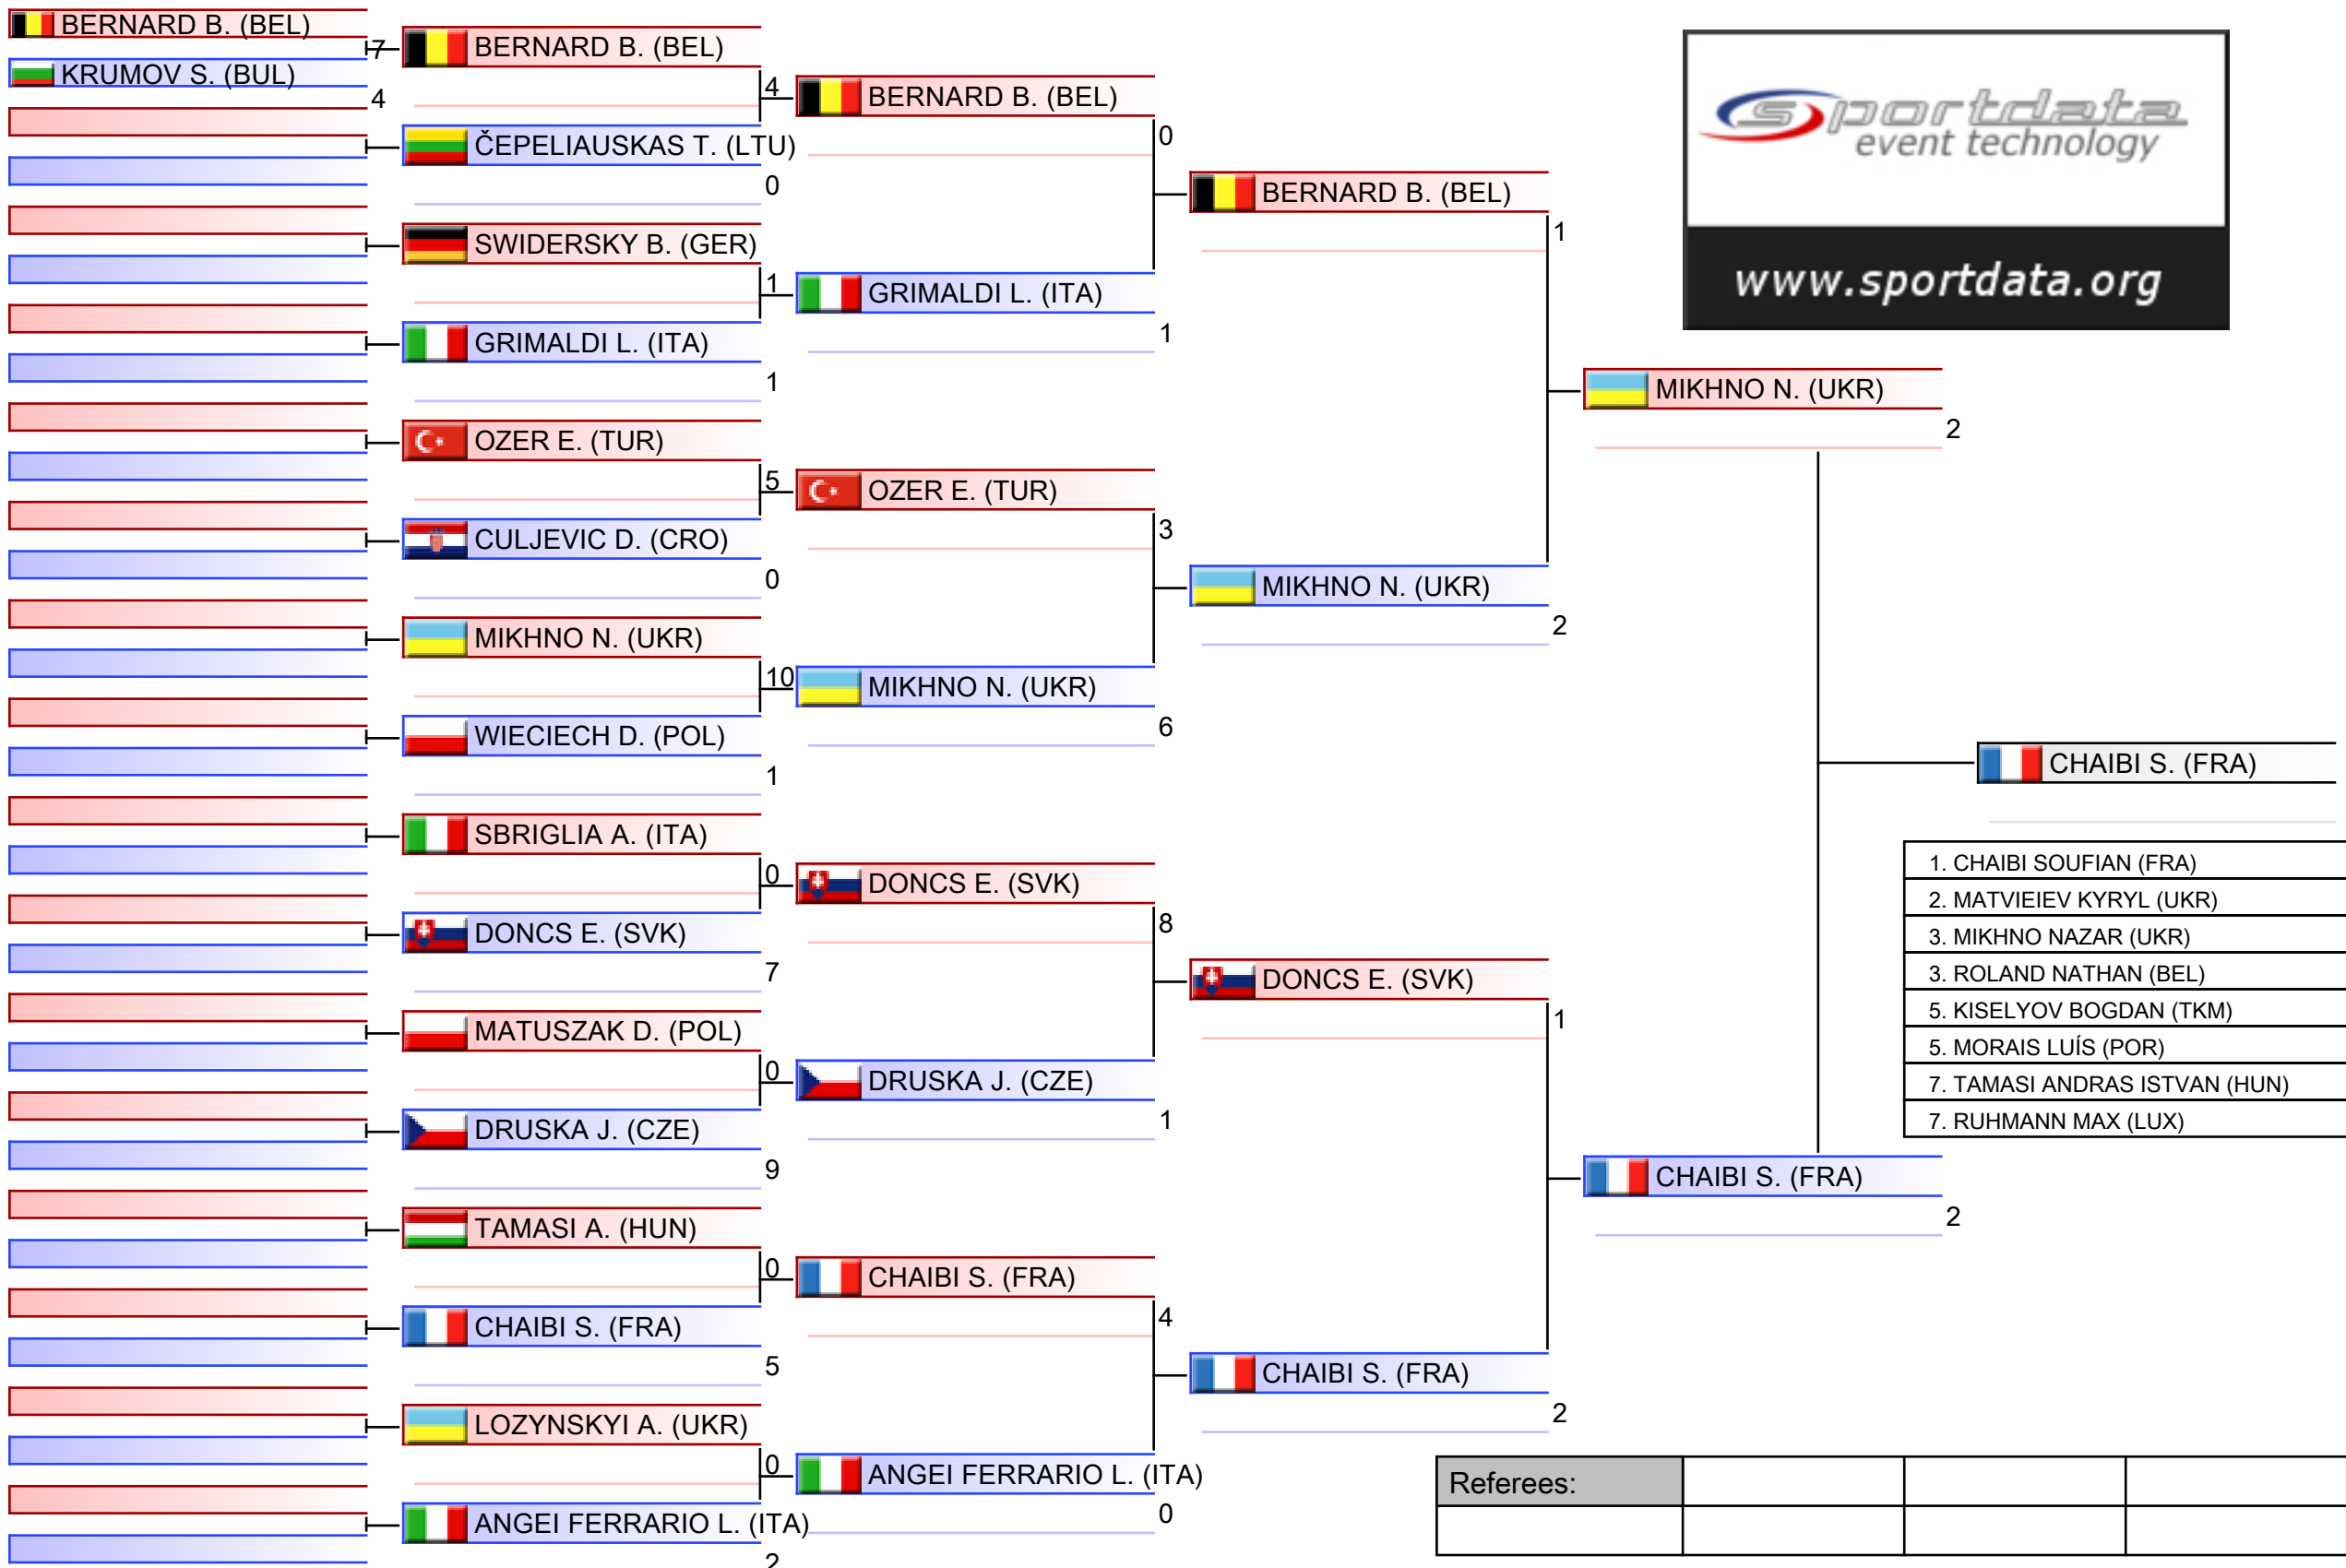 BERNARD B. (BEL)
7
KRUMOV S. (BUL)
4
BERNARD B. (BEL)
4
ČEPELIAUSKAS T. (LTU)
0
SWIDERSKY B. (GER)
1
GRIMALDI L. (ITA)
1
OZER E. (TUR)
5
CULJEVIC D. (CRO)
0
MIKHNO N. (UKR)
10
WIECIECH D. (POL)
1
SBRIGLIA A. (ITA)
0
DONCS E. (SVK)
7
MATUSZAK D. (POL)
0
DRUSKA J. (CZE)
9
TAMASI A. (HUN)
0
CHAIBI S. (FRA)
5
LOZYNSKYI A. (UKR)
0
ANGEI FERRARIO L. (ITA)
2
BERNARD B. (BEL)
0
GRIMALDI L. (ITA)
1
OZER E. (TUR)
3
MIKHNO N. (UKR)
6
DONCS E. (SVK)
8
DRUSKA J. (CZE)
1
CHAIBI S. (FRA)
4
ANGEI FERRARIO L. (ITA)
0
BERNARD B. (BEL)
1
MIKHNO N. (UKR)
2
DONCS E. (SVK)
1
CHAIBI S. (FRA)
2
MIKHNO N. (UKR)
2
CHAIBI S. (FRA)
2
CHAIBI S. (FRA)
sportdata
event technology
www.sportdata.org
1. CHAIBI SOUFIAN (FRA)
2. MATVIEIEV KYRYL (UKR)
3. MIKHNO NAZAR (UKR)
3. ROLAND NATHAN (BEL)
5. KISELYOV BOGDAN (TKM)
5. MORAIS LUÍS (POR)
7. TAMASI ANDRAS ISTVAN (HUN)
7. RUHMANN MAX (LUX)
Referees: